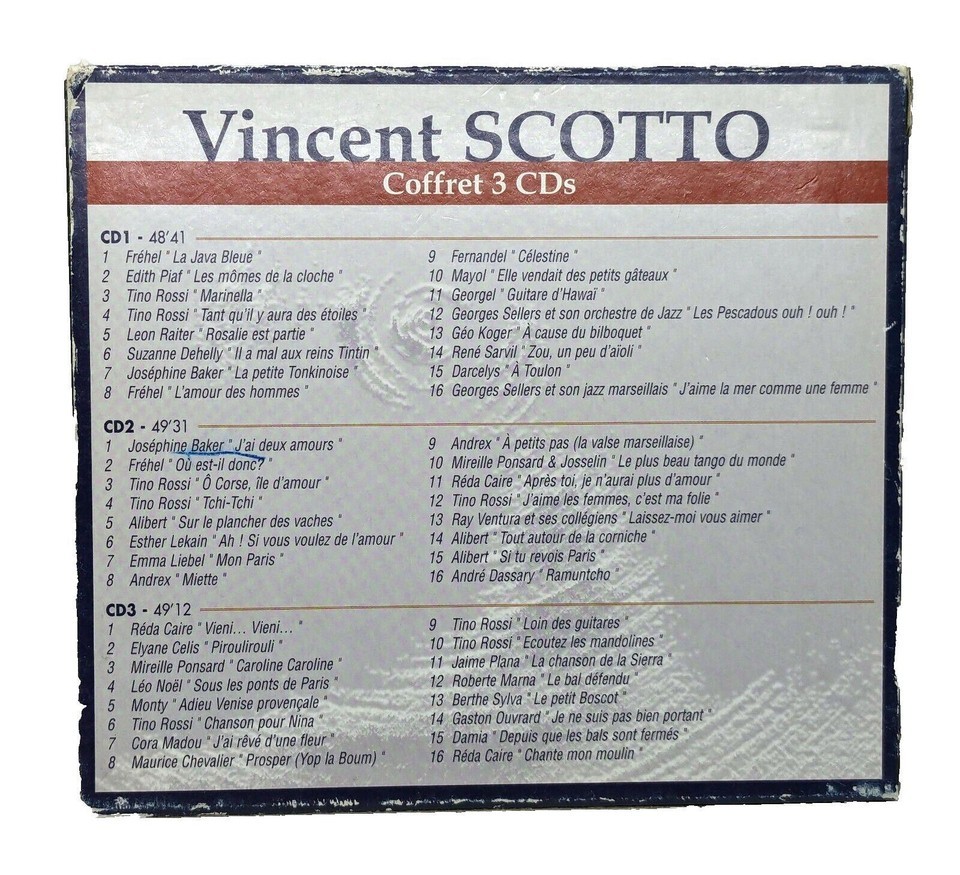 Vincent SCOTTO
Coffret 3 CDs
CD1 - 48'41
1 Fréhel " La Java Bleue "
2 Edith Piaf " Les mômes de la cloche "
3 Tino Rossi " Marinella "
4 Tino Rossi " Tant qu'il y aura des étoiles "
5 Leon Raiter " Rosalie est partie "
6 Suzanne Dehelly " Il a mal aux reins Tintin "
7 Joséphine Baker " La petite Tonkinoise "
8 Fréhel " L'amour des hommes "
9 Fernandel " Célestine "
10 Mayol " Elle vendait des petits gâteaux "
11 Georgel " Guitare d'Hawaï "
12 Georges Sellers et son orchestre de Jazz " Les Pescadous ouh ! ouh ! "
13 Géo Koger " À cause du bilboquet "
14 René Sarvil " Zou, un peu d'aïoli "
15 Darcelys " À Toulon "
16 Georges Sellers et son jazz marseillais " J'aime la mer comme une femme "
CD2 - 49'31
1 Joséphine Baker " J'ai deux amours "
2 Fréhel " Où est-il donc? "
3 Tino Rossi " Ô Corse, île d'amour "
4 Tino Rossi " Tchi-Tchi "
5 Alibert " Sur le plancher des vaches "
6 Esther Lekain " Ah ! Si vous voulez de l'amour "
7 Emma Liebel " Mon Paris "
8 Andrex " Miette "
9 Andrex " À petits pas (la valse marseillaise) "
10 Mireille Ponsard & Josselin " Le plus beau tango du monde "
11 Réda Caire " Après toi, je n'aurai plus d'amour "
12 Tino Rossi " J'aime les femmes, c'est ma folie "
13 Ray Ventura et ses collégiens " Laissez-moi vous aimer "
14 Alibert " Tout autour de la corniche "
15 Alibert " Si tu revois Paris "
16 André Dassary " Ramuntcho "
CD3 - 49'12
1 Réda Caire " Vieni... Vieni... "
2 Elyane Celis " Piroulirouli "
3 Mireille Ponsard " Caroline Caroline "
4 Léo Noël " Sous les ponts de Paris "
5 Monty " Adieu Venise provençale "
6 Tino Rossi " Chanson pour Nina "
7 Cora Madou " J'ai rêvé d'une fleur "
8 Maurice Chevalier " Prosper (Yop la Boum) "
9 Tino Rossi " Loin des guitares "
10 Tino Rossi " Ecoutez les mandolines "
11 Jaime Plana " La chanson de la Sierra "
12 Roberte Marna " Le bal défendu "
13 Berthe Sylva " Le petit Boscot "
14 Gaston Ouvrard " Je ne suis pas bien portant "
15 Damia " Depuis que les bals sont fermés "
16 Réda Caire " Chante mon moulin "